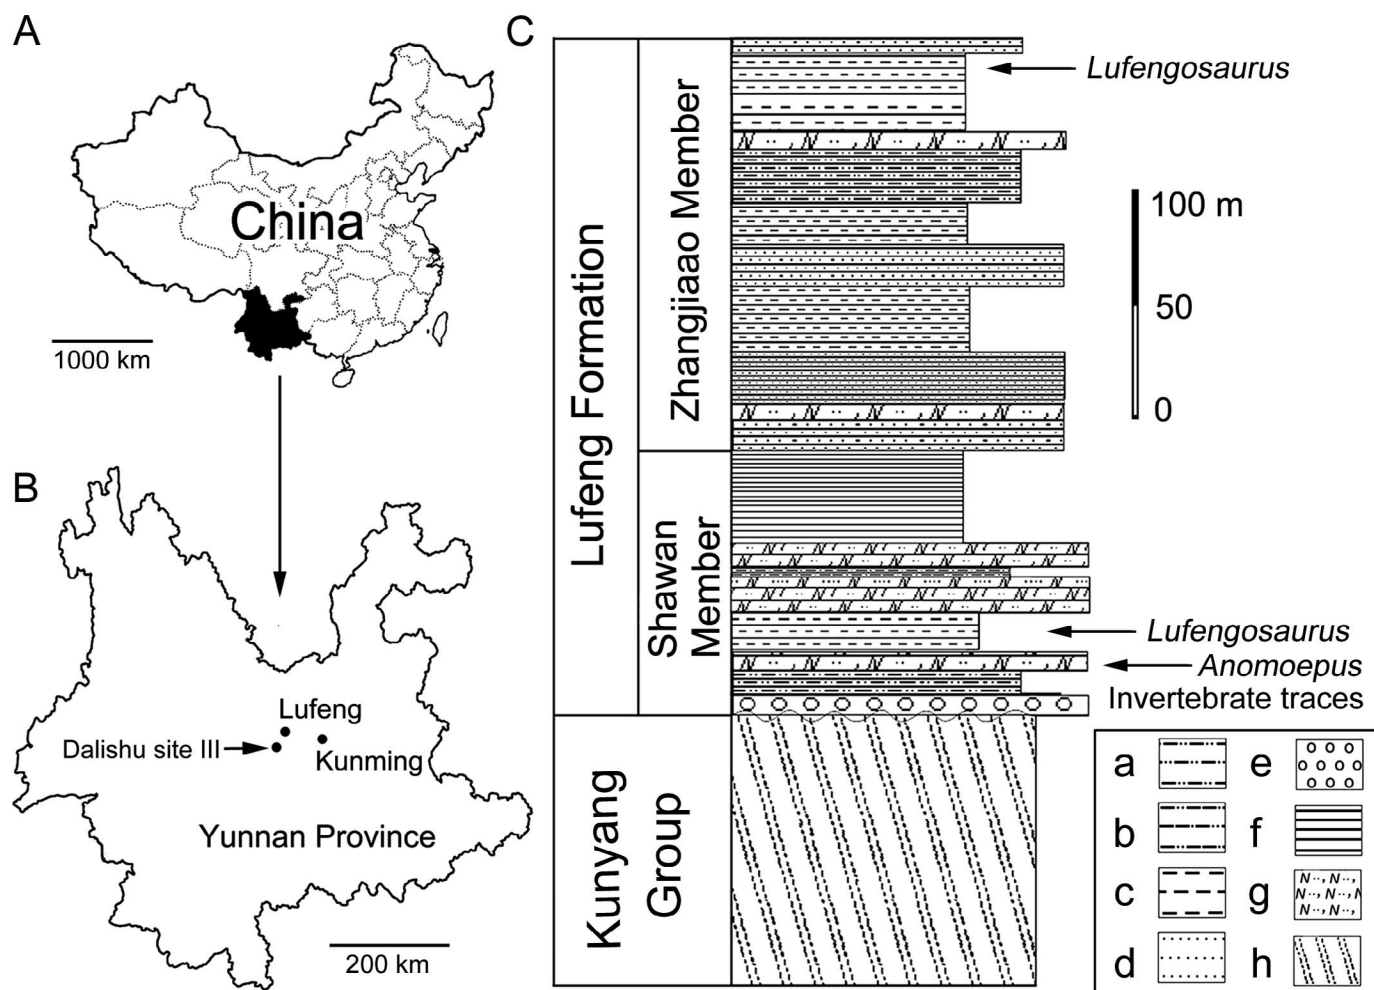 A
China
1000 km
B
Lufeng
Dalishu site III
Kunming
Yunnan Province
200 km
C
Lufeng Formation
Zhangjiaao Member
Shawan
Member
Kunyang
Group
Lufengosaurus
100 m
50
0
Lufengosaurus
Anomoepus
Invertebrate traces
a
e
b
f
c
g
d
h